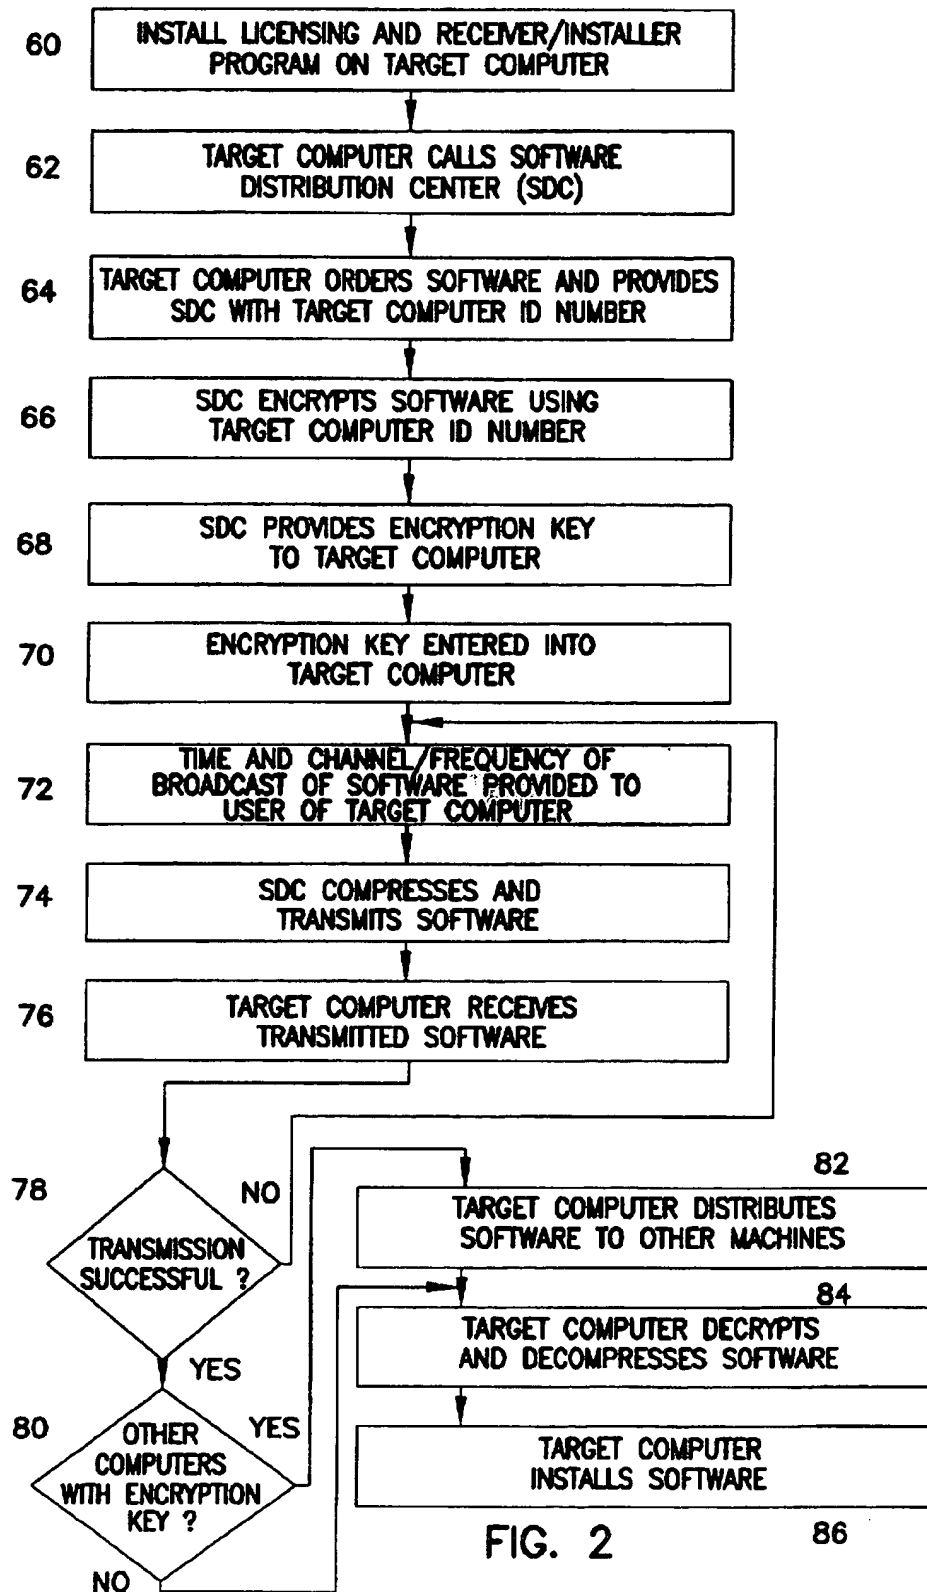 60
INSTALL LICENSING AND RECEIVER/INSTALLER
PROGRAM ON TARGET COMPUTER
62
TARGET COMPUTER CALLS SOFTWARE
DISTRIBUTION CENTER (SDC)
64
TARGET COMPUTER ORDERS SOFTWARE AND PROVIDES
SDC WITH TARGET COMPUTER ID NUMBER
66
SDC ENCRYPTS SOFTWARE USING
TARGET COMPUTER ID NUMBER
68
SDC PROVIDES ENCRYPTION KEY
TO TARGET COMPUTER
70
ENCRYPTION KEY ENTERED INTO
TARGET COMPUTER
72
TIME AND CHANNEL/FREQUENCY OF
BROADCAST OF SOFTWARE PROVIDED TO
USER OF TARGET COMPUTER
74
SDC COMPRESSES AND
TRANSMITS SOFTWARE
76
TARGET COMPUTER RECEIVES
TRANSMITTED SOFTWARE
78
TRANSMISSION
SUCCESSFUL ?
NO
YES
80
OTHER
COMPUTERS
WITH ENCRYPTION
KEY ?
YES
NO
82
TARGET COMPUTER DISTRIBUTES
SOFTWARE TO OTHER MACHINES
84
TARGET COMPUTER DECRYPTS
AND DECOMPRESSES SOFTWARE
TARGET COMPUTER
INSTALLS SOFTWARE
86
FIG. 2